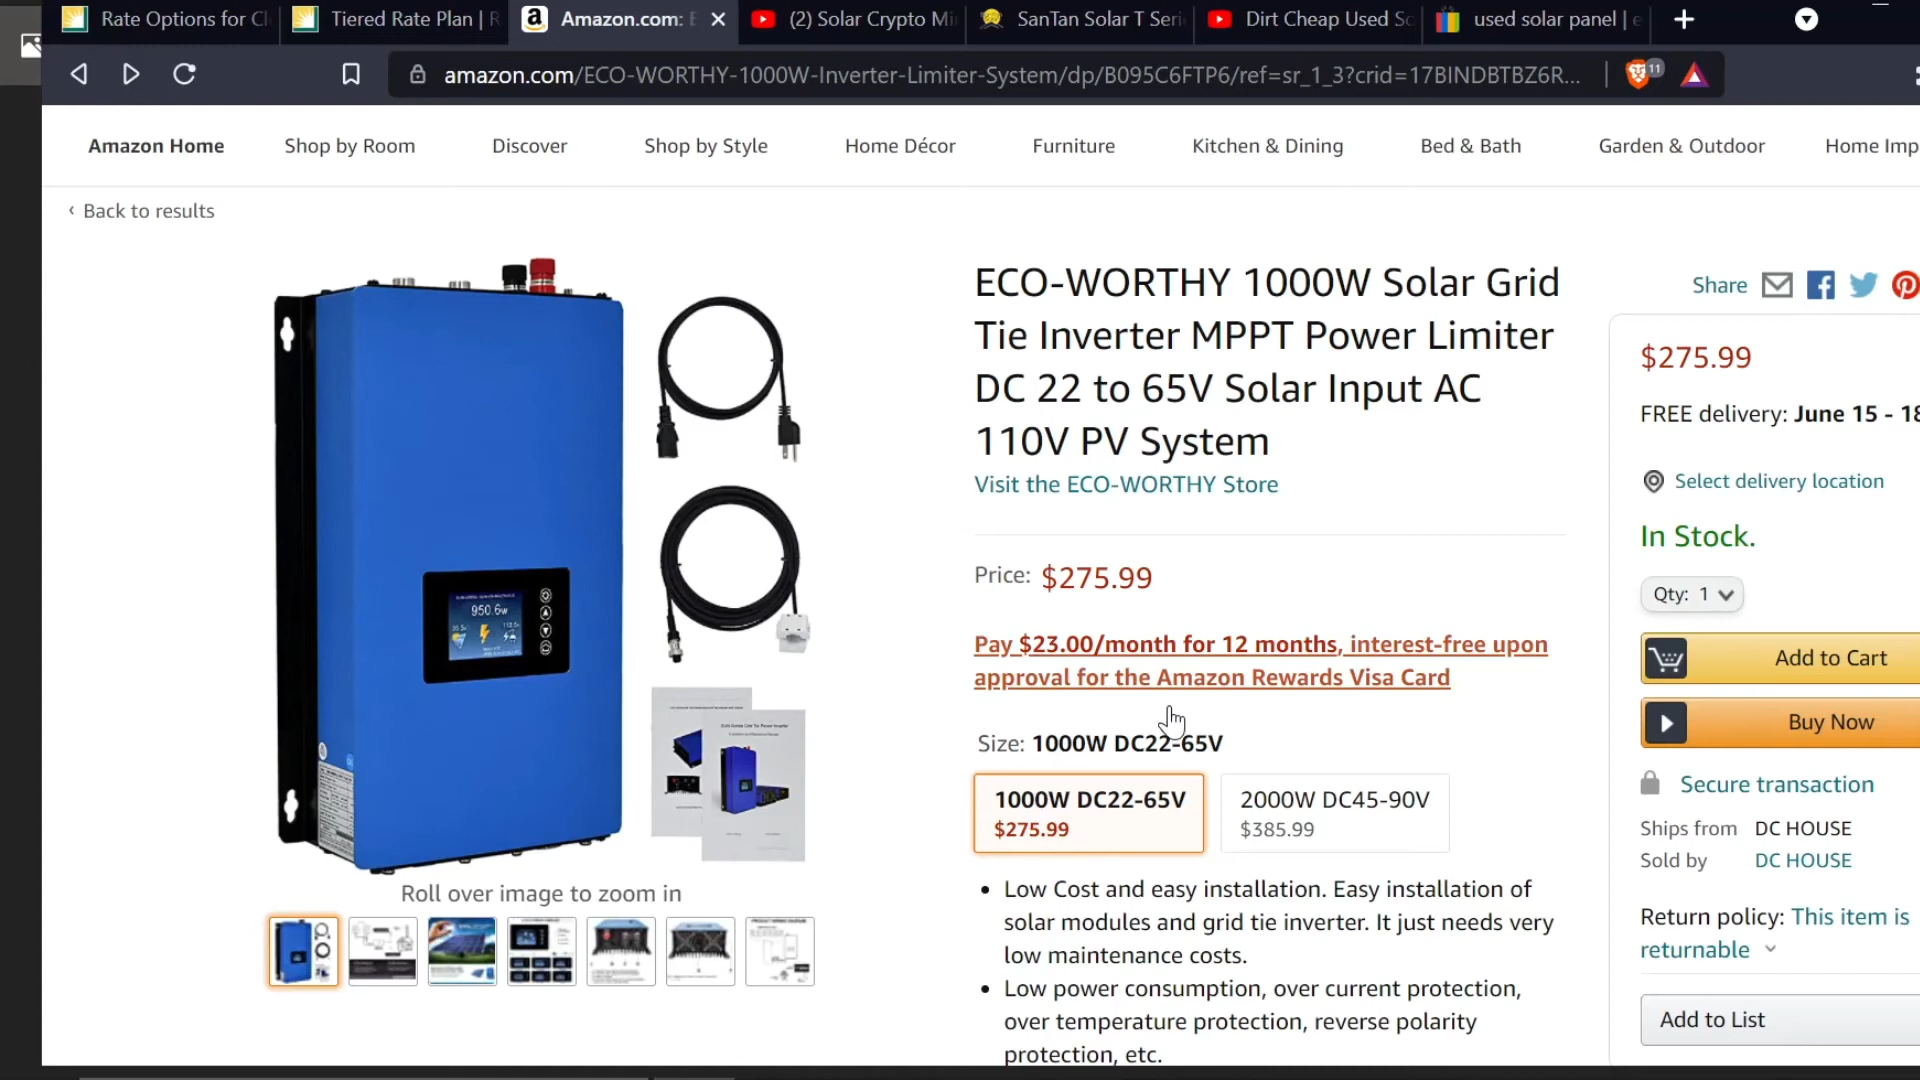 Rate Options for Cl
Tiered Rate Plan | R
Amazon.com: E
(2) Solar Crypto Mi
SanTan Solar T Seri
Dirt Cheap Used So
used solar panel | e
amazon.com/ECO-WORTHY-1000W-Inverter-Limiter-System/dp/B095C6FTP6/ref=sr_1_3?crid=17BINDBTBZ6R...
11
Amazon Home
Shop by Room
Discover
Shop by Style
Home Décor
Furniture
Kitchen & Dining
Bed & Bath
Garden & Outdoor
Home Imp
‹ Back to results
950.6w
ECO-WORTHY 1000W Solar Grid
Tie Inverter MPPT Power Limiter
DC 22 to 65V Solar Input AC
110V PV System
Visit the ECO-WORTHY Store
Price: $275.99
Pay $23.00/month for 12 months, interest-free upon
approval for the Amazon Rewards Visa Card
Size: 1000W DC22-65V
1000W DC22-65V
$275.99
2000W DC45-90V
$385.99
• Low Cost and easy installation. Easy installation of
solar modules and grid tie inverter. It just needs very
low maintenance costs.
• Low power consumption, over current protection,
over temperature protection, reverse polarity
protection, etc.
Roll over image to zoom in
Share
$275.99
FREE delivery: June 15 - 18
Select delivery location
In Stock.
Qty: 1
Add to Cart
Buy Now
Secure transaction
Ships from DC HOUSE
Sold by DC HOUSE
Return policy: This item is
returnable
Add to List